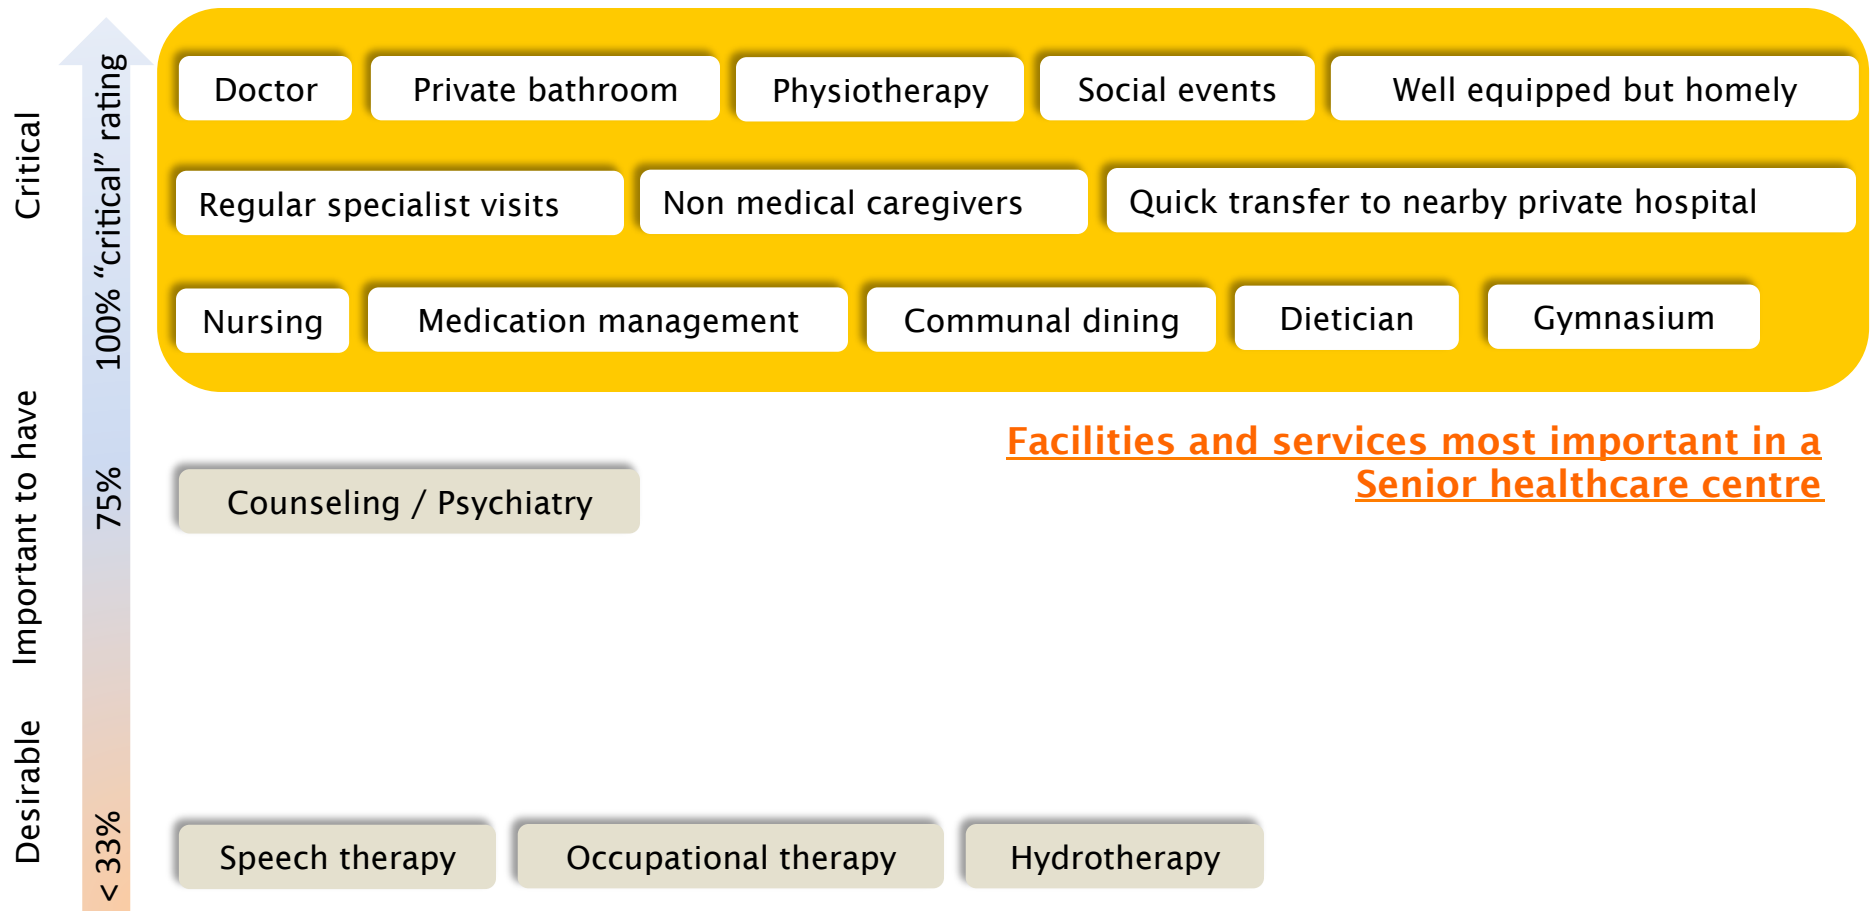 Critical
100% “critical” rating
Doctor
Private bathroom
Physiotherapy
Social events
Well equipped but homely
Regular specialist visits
Non medical caregivers
Quick transfer to nearby private hospital
Nursing
Medication management
Communal dining
Dietician
Gymnasium
Facilities and services most important in a
Senior healthcare centre
Important to have
75%
Counseling / Psychiatry
Desirable
< 33%
Speech therapy
Occupational therapy
Hydrotherapy